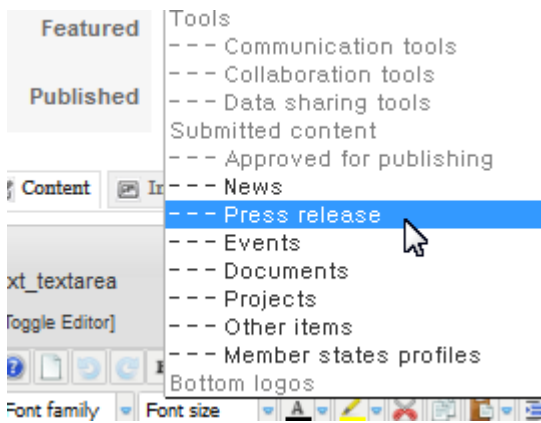 Featured
Published
Tools
--- Communication tools
--- Collaboration tools
--- Data sharing tools
Submitted content
--- Approved for publishing
--- News
--- Press release
--- Events
--- Documents
--- Projects
--- Other items
--- Member states profiles
Bottom logos
Content
xt_textarea
Toggle Editor]
Font family
Font size
A